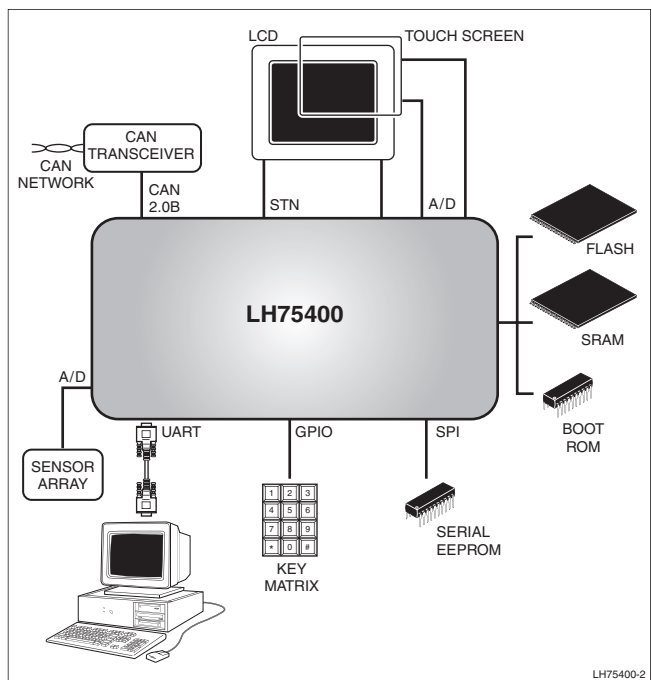 LCD
TOUCH SCREEN
CAN
TRANSCEIVER
CAN
NETWORK
CAN
2.0B
STN
A/D
FLASH
LH75400
SRAM
A/D
UART
GPIO
SPI
BOOT
ROM
SENSOR
ARRAY
1 2 3
4 5 6
7 8 9
* 0 #
SERIAL
EEPROM
KEY
MATRIX
LH75400-2